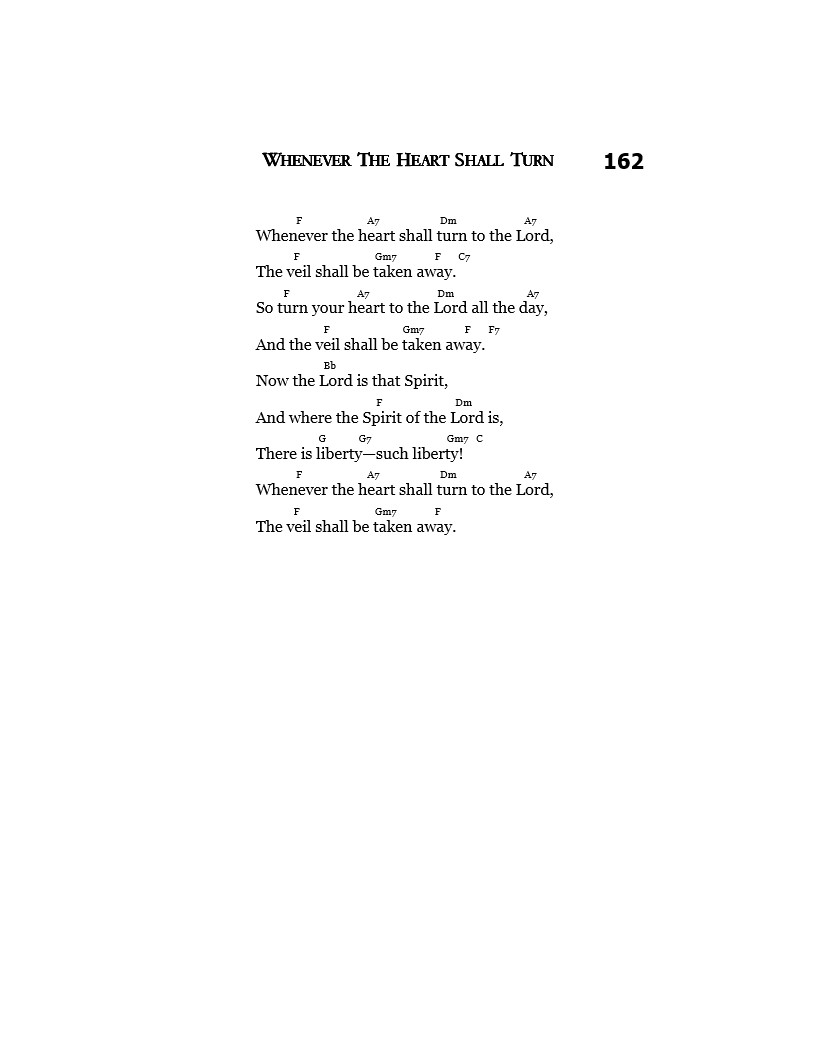 WHENEVER THE HEART SHALL TURN 162
F A7 Dm A7
Whenever the heart shall turn to the Lord,
F Gm7 F C7
The veil shall be taken away.
F A7 Dm A7
So turn your heart to the Lord all the day,
F Gm7 F F7
And the veil shall be taken away.
Bb
Now the Lord is that Spirit,
F Dm
And where the Spirit of the Lord is,
G G7 Gm7 C
There is liberty—such liberty!
F A7 Dm A7
Whenever the heart shall turn to the Lord,
F Gm7 F
The veil shall be taken away.